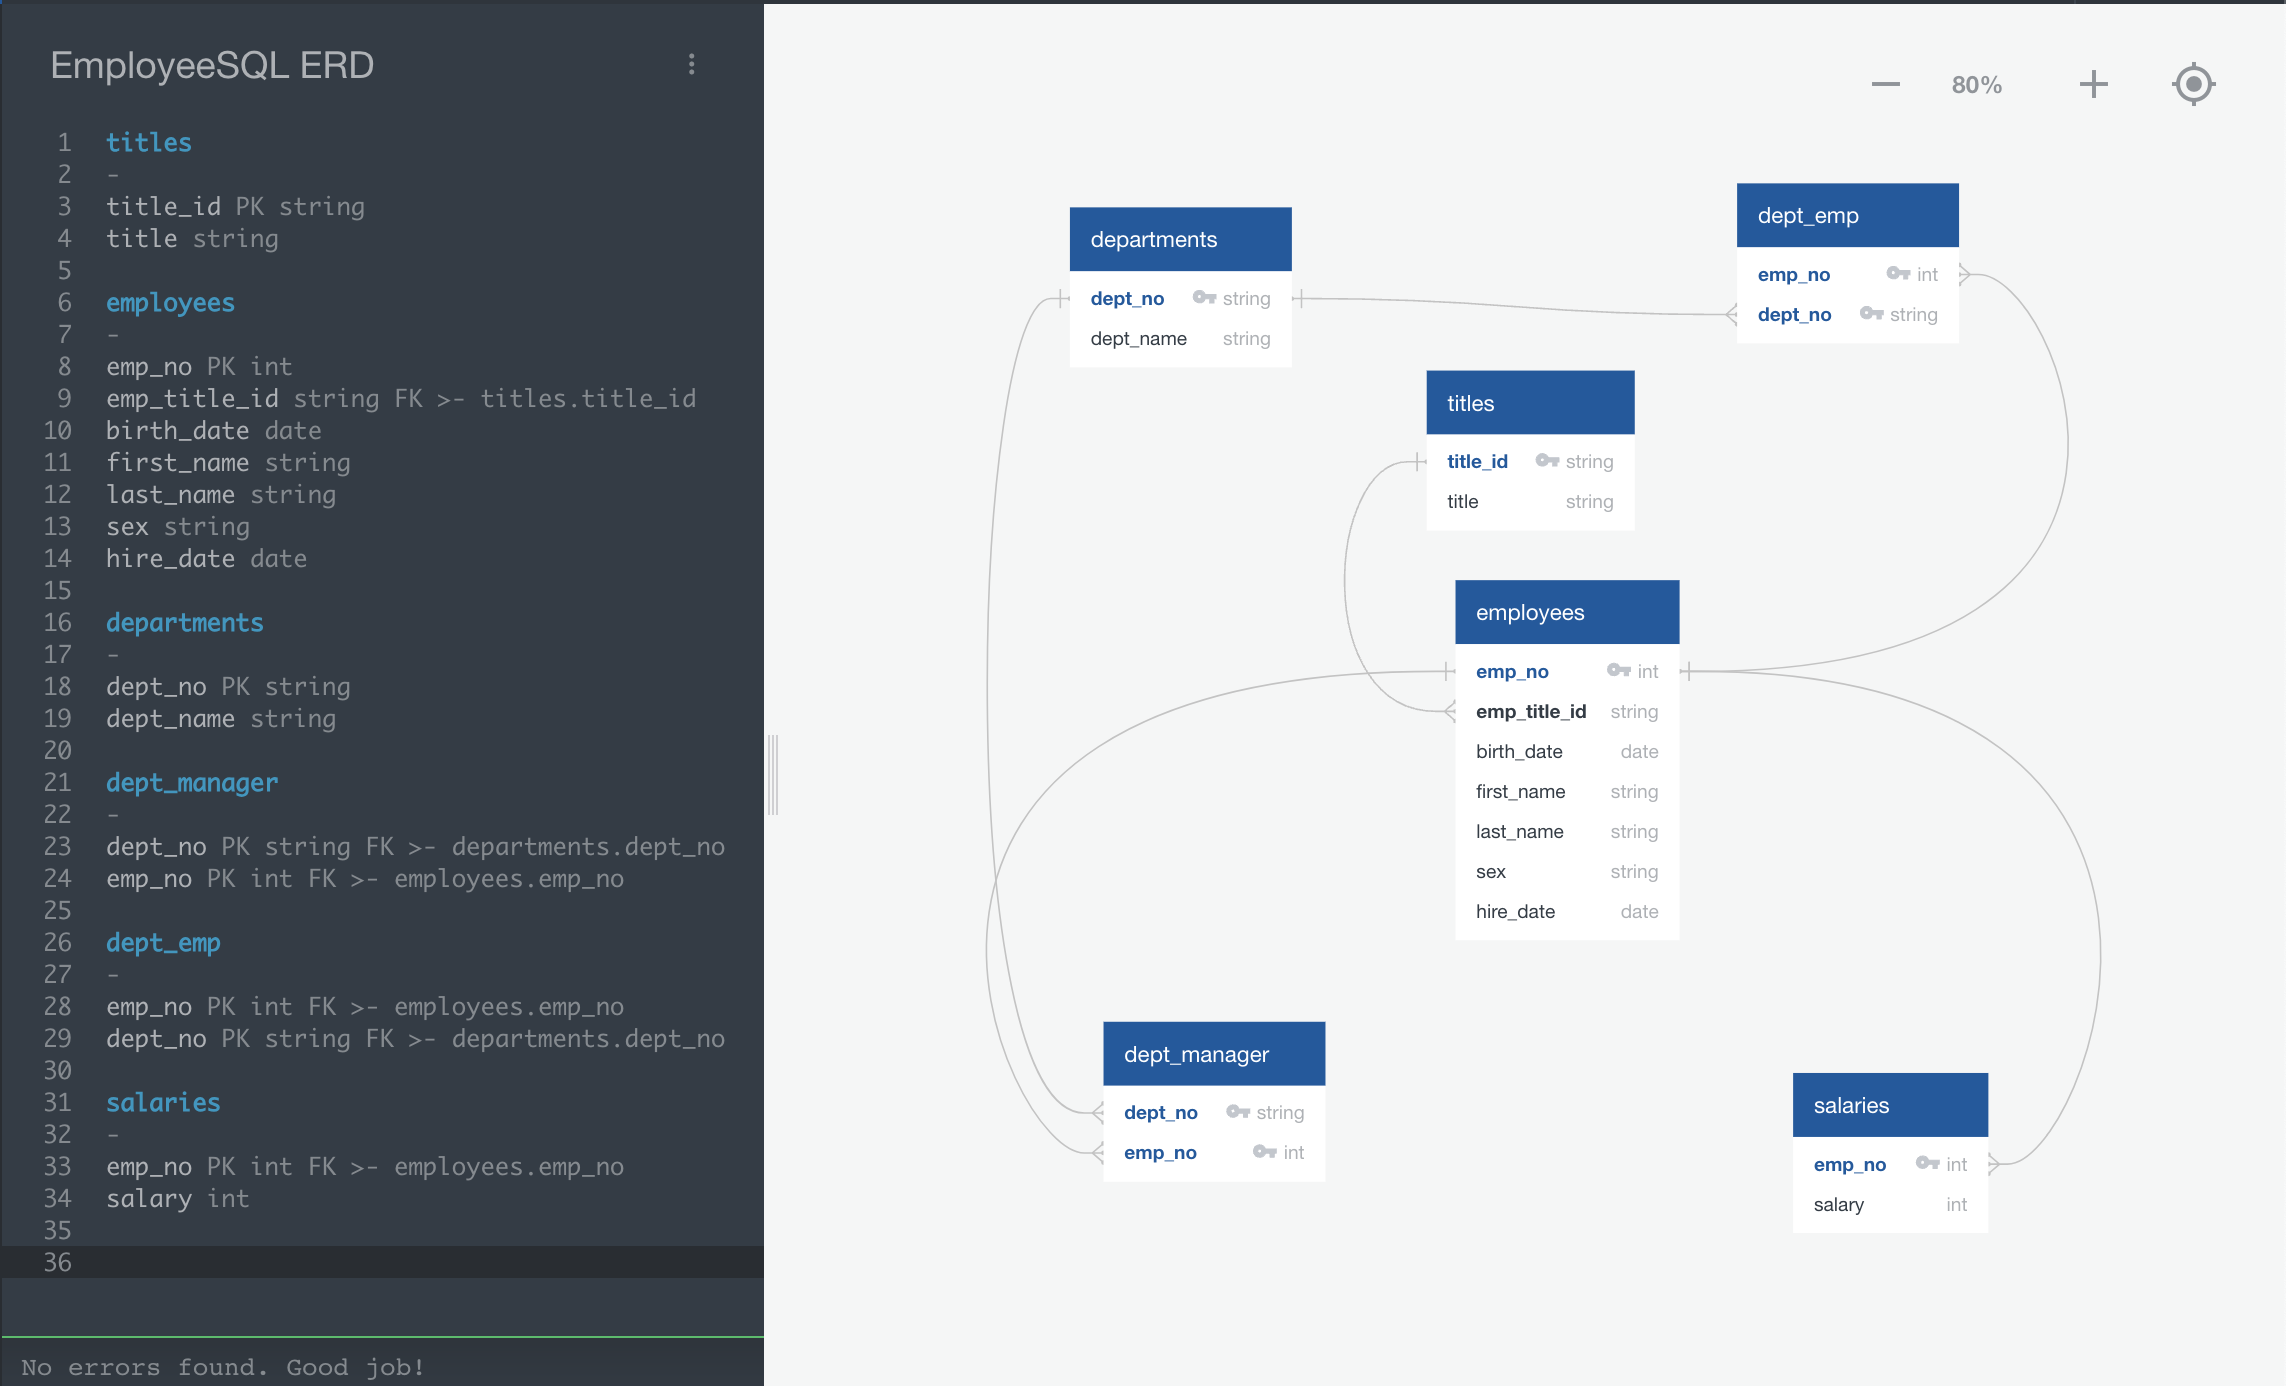 EmployeeSQL ERD
1 titles
2 -
3 title_id PK string
4 title string
5
6 employees
7 -
8 emp_no PK int
9 emp_title_id string FK >- titles.title_id
10 birth_date date
11 first_name string
12 last_name string
13 sex string
14 hire_date date
15
16 departments
17 -
18 dept_no PK string
19 dept_name string
20
21 dept_manager
22 -
23 dept_no PK string FK >- departments.dept_no
24 emp_no PK int FK >- employees.emp_no
25
26 dept_emp
27 -
28 emp_no PK int FK >- employees.emp_no
29 dept_no PK string FK >- departments.dept_no
30
31 salaries
32 -
33 emp_no PK int FK >- employees.emp_no
34 salary int
35
36
No errors found. Good job!
80%
departments
dept_no string
dept_name string
dept_emp
emp_no int
dept_no string
titles
title_id string
title string
employees
emp_no int
emp_title_id string
birth_date date
first_name string
last_name string
sex string
hire_date date
dept_manager
dept_no string
emp_no int
salaries
emp_no int
salary int